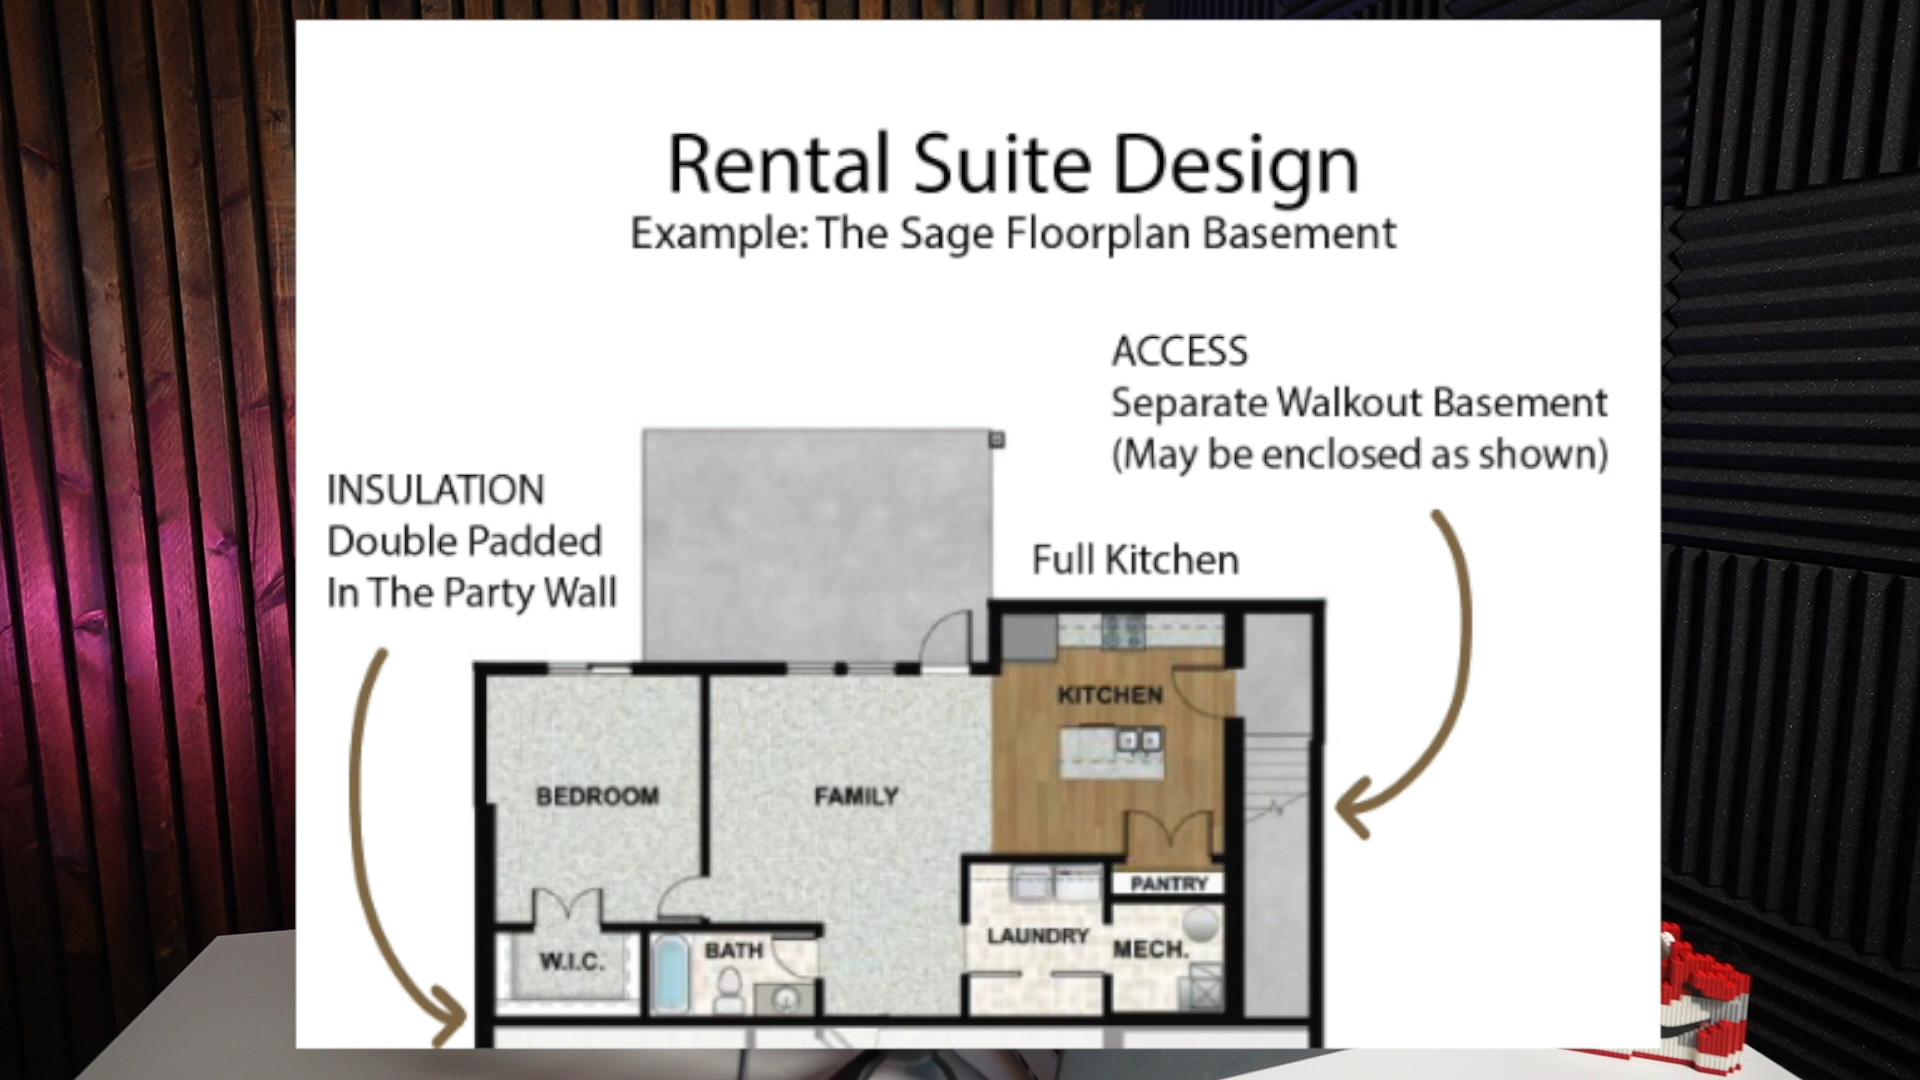 Rental Suite Design
Example: The Sage Floorplan Basement
ACCESS
Separate Walkout Basement
(May be enclosed as shown)
INSULATION
Double Padded
In The Party Wall
Full Kitchen
KITCHEN
BEDROOM
FAMILY
PANTRY
LAUNDRY
MECH.
BATH
W.I.C.